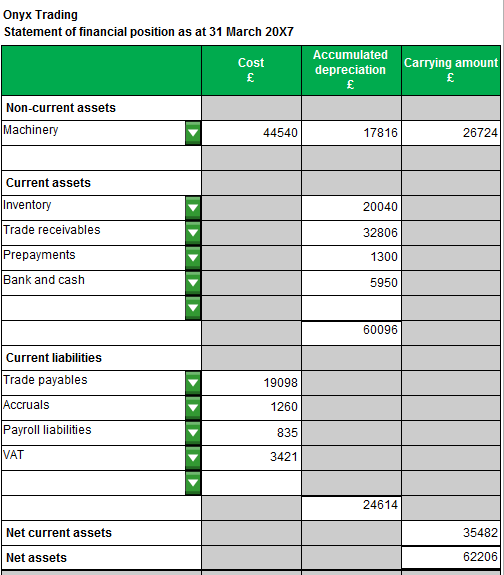 Onyx Trading
Statement of financial position as at 31 March 20X7
Cost £ Accumulated depreciation £ Carrying amount £
Non-current assets
Machinery 44540 17816 26724
Current assets
Inventory 20040
Trade receivables 32806
Prepayments 1300
Bank and cash 5950
60096
Current liabilities
Trade payables 19098
Accruals 1260
Payroll liabilities 835
VAT 3421
24614
Net current assets 35482
Net assets 62206